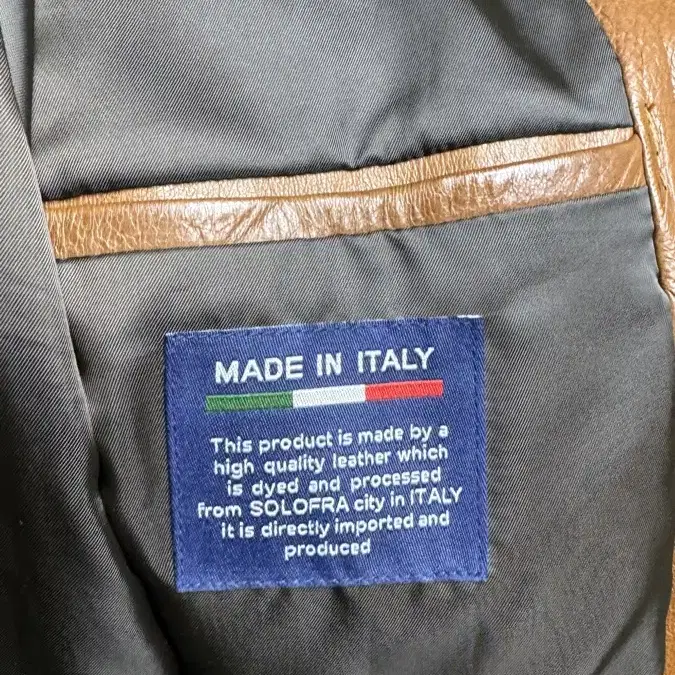 MADE IN ITALY
This product is made by a
high quality leather which
is dyed and processed
from SOLOFRA city in ITALY
it is directly imported and
produced